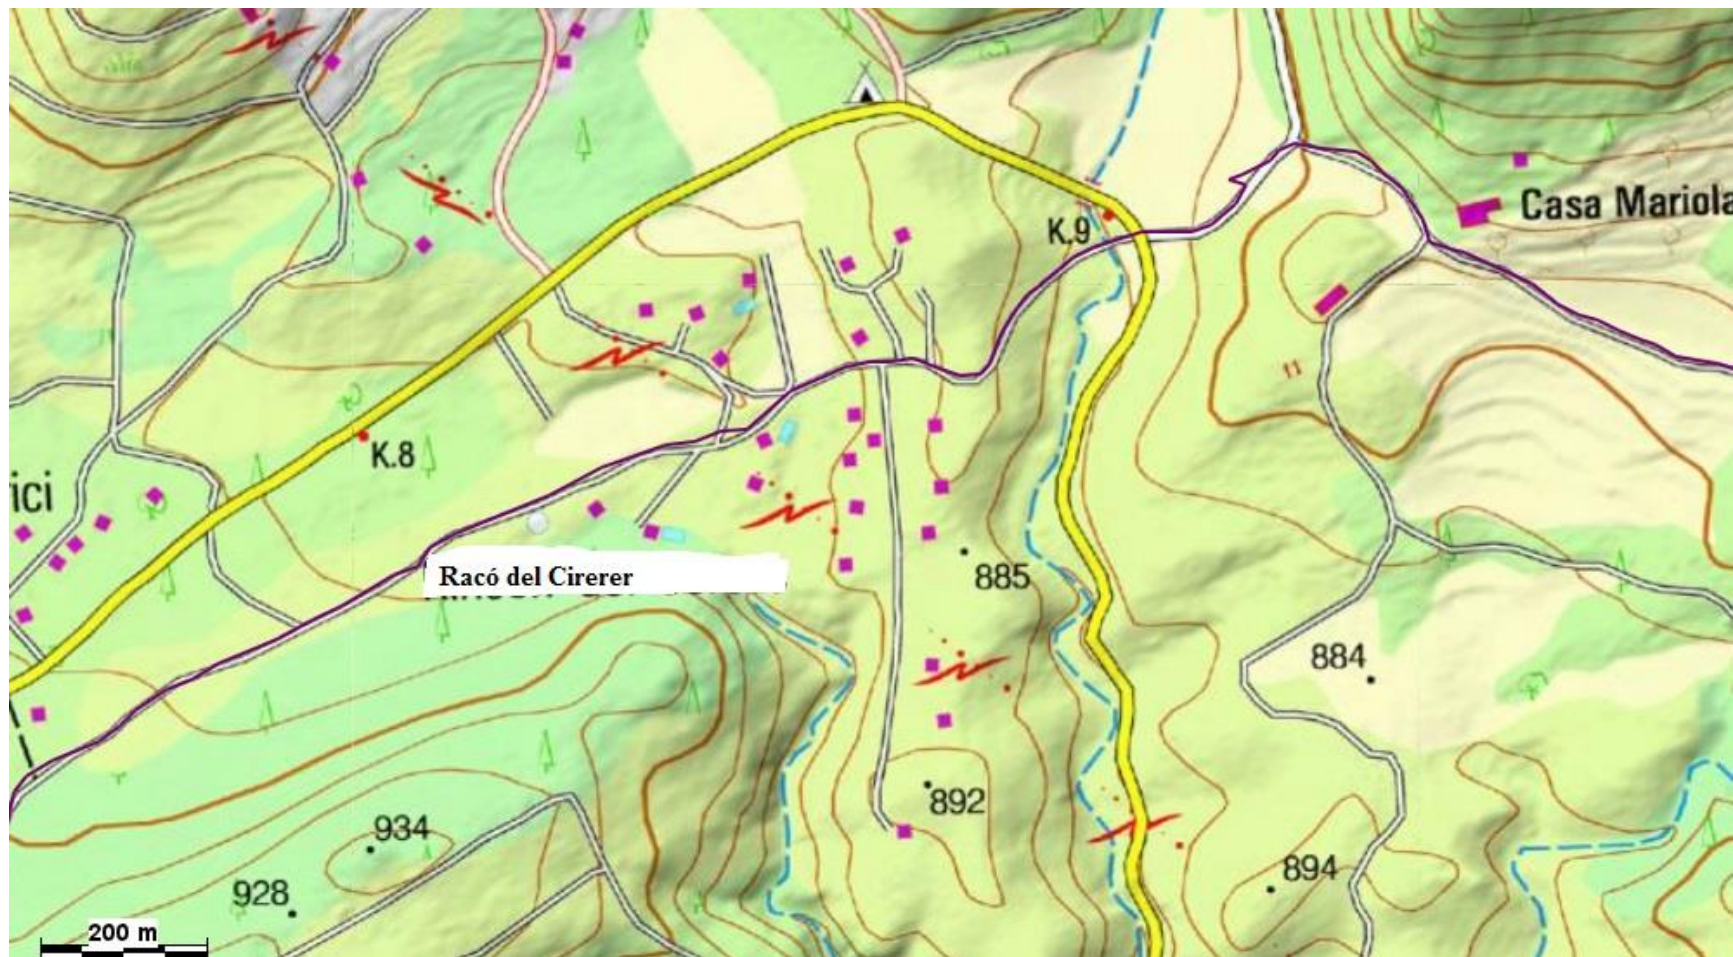 Casa Mariola
K.9
K.8
ici
Racó del Cirerer
885
884
892
934
894
928
200 m